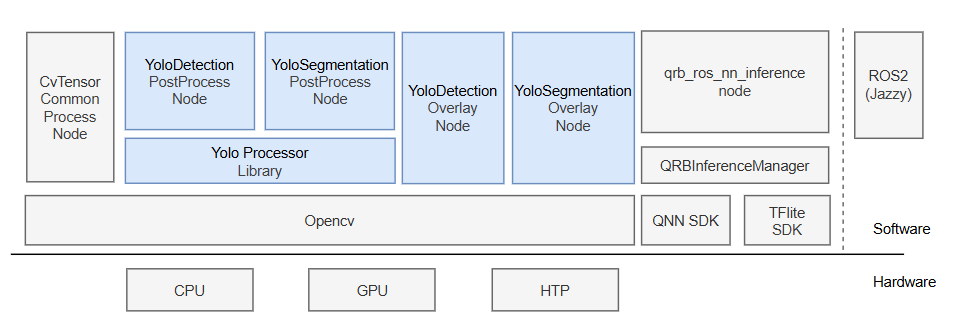 CvTensor
Common
Process
Node
YoloDetection
PostProcess
Node
YoloSegmentation
PostProcess
Node
Yolo Processor
Library
YoloDetection
Overlay
Node
YoloSegmentation
Overlay
Node
qrb_ros_nn_inference
node
QRBInferenceManager
ROS2
(Jazzy)
Opencv
QNN SDK
TFlite
SDK
Software
CPU
GPU
HTP
Hardware